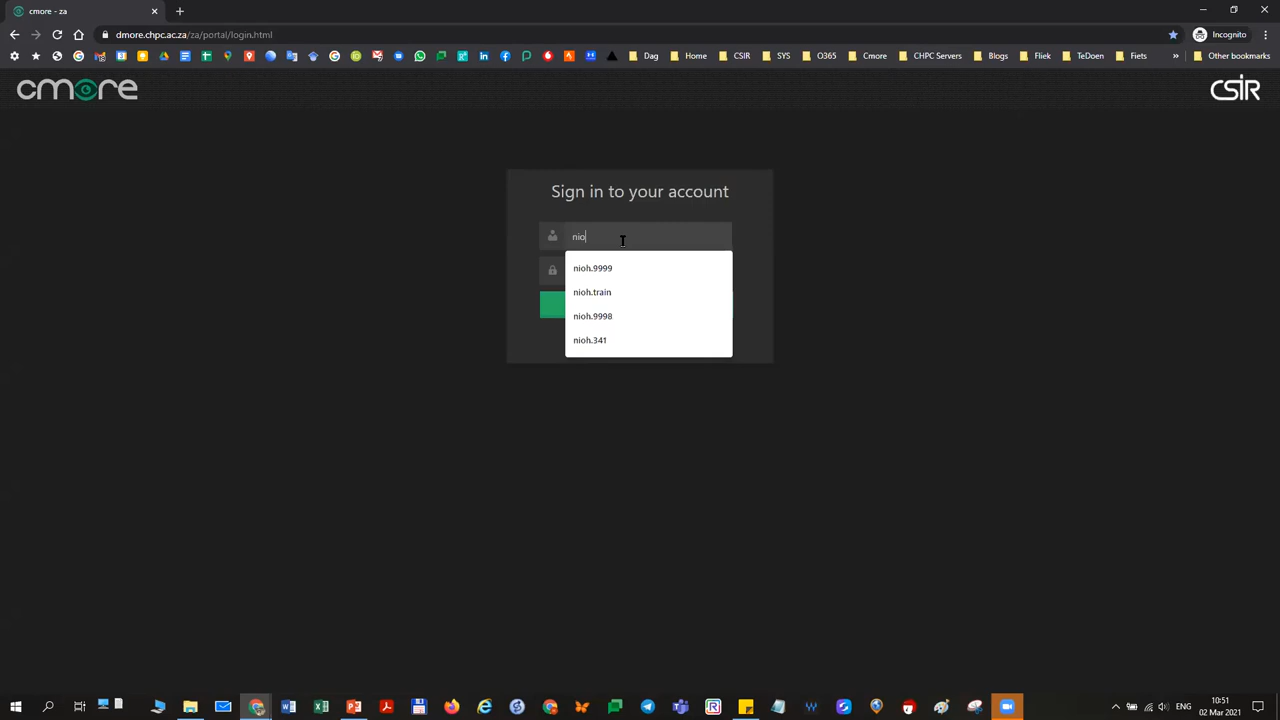 cmore - za
dmore.chpc.ac.za/za/portal/login.html
Incognito
Dag
Home
CSIR
SYS
O365
Cmore
CHPC Servers
Blogs
Fliek
TeDoen
Fiets
»
Other bookmarks
cmore
CSIR
Sign in to your account
nio
nioh.9999
nioh.train
nioh.9998
nioh.341
ENG
10:51
02 Mar 2021